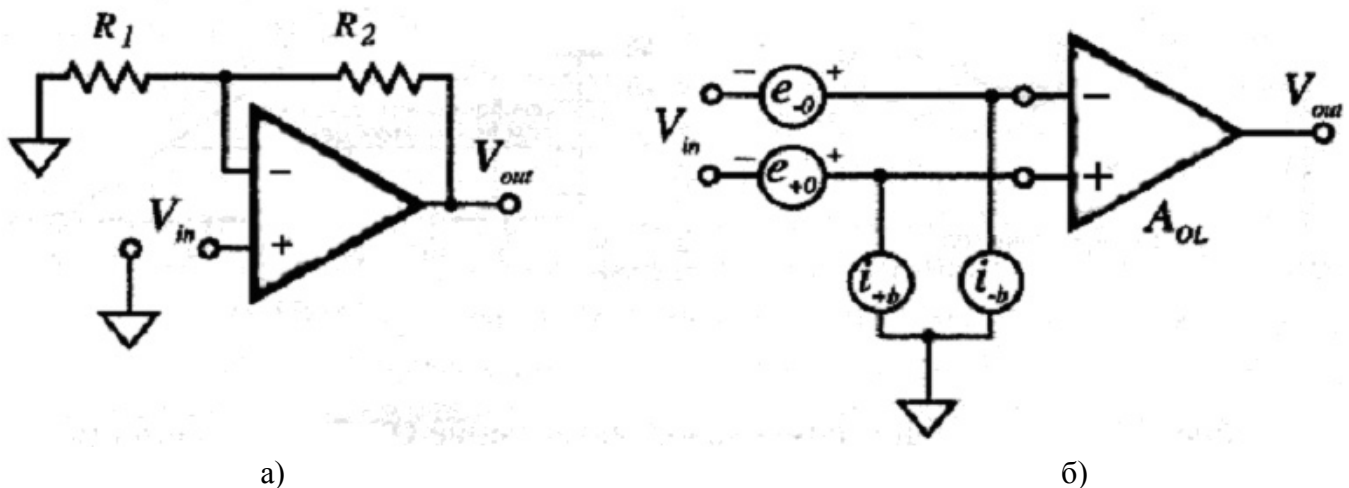 R1
R2
−
+
Vin
Vout
а)
− e-0 +
Vin
− e+0 +
−
+
Vout
AOL
i+b
i-b
б)